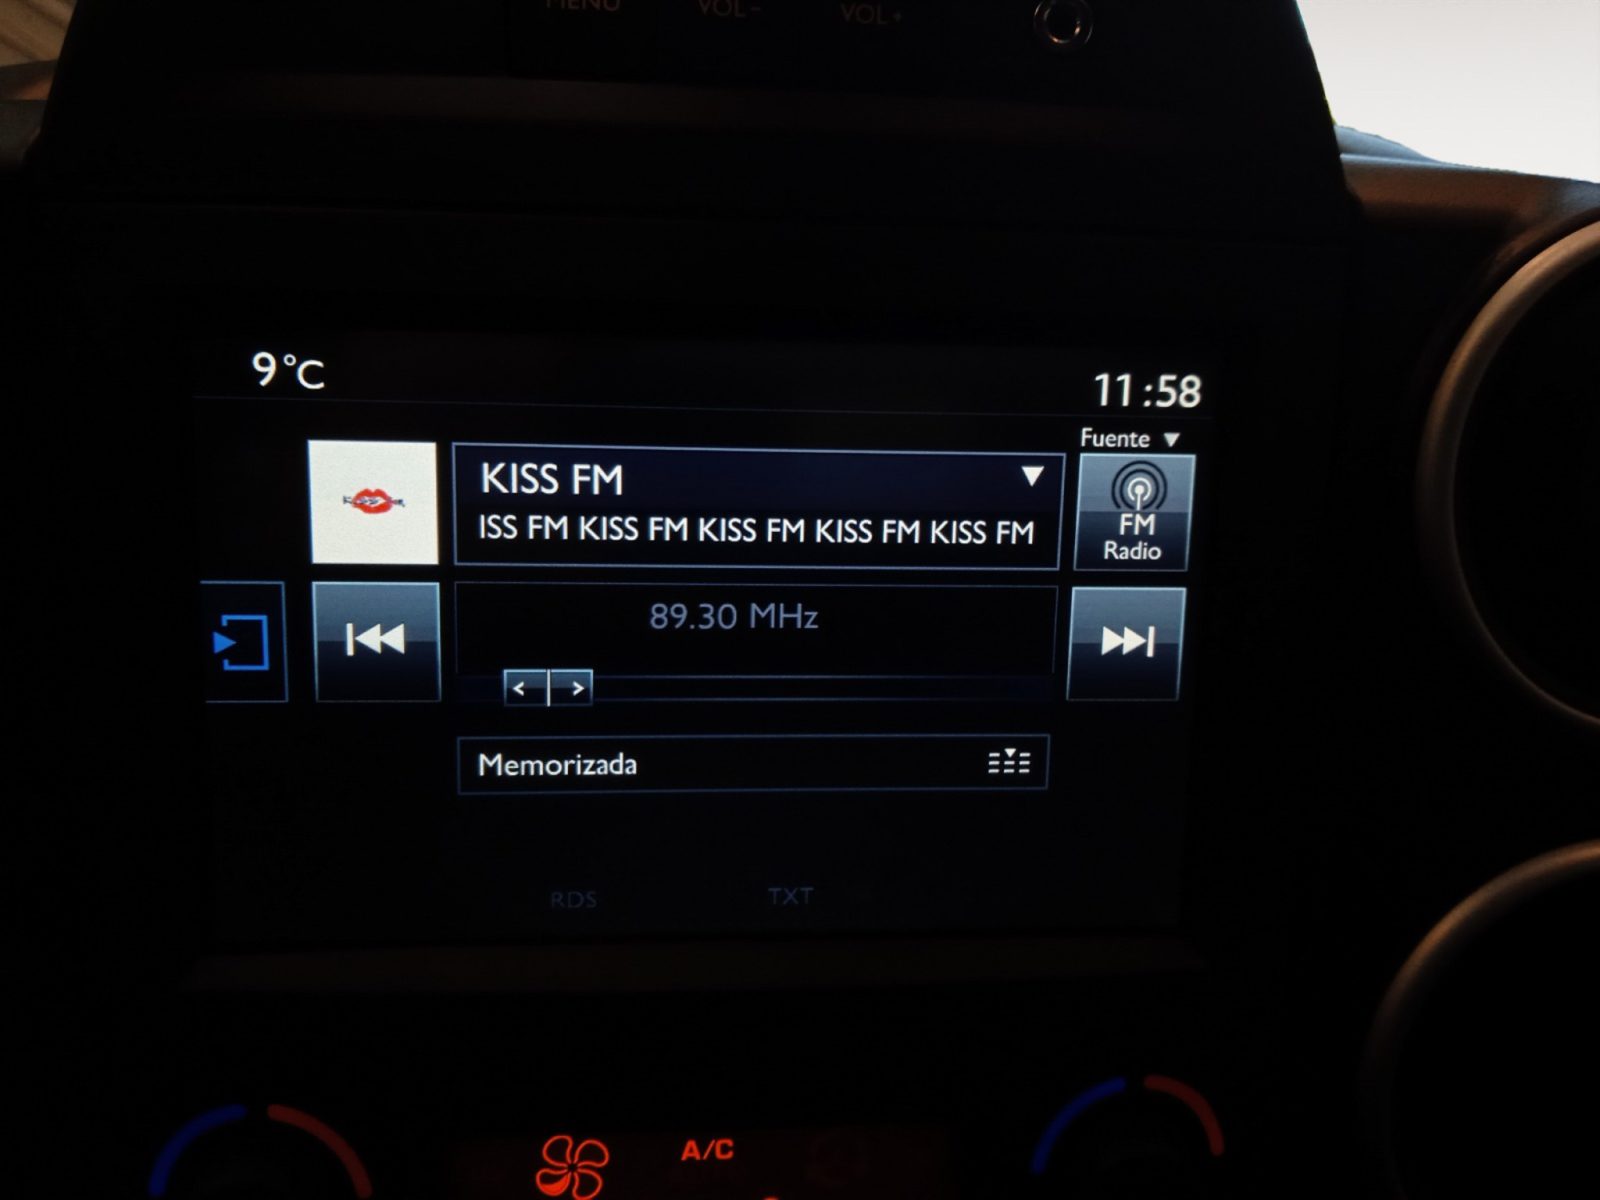 MENU VOL- VOL+
9°C
11:58
Fuente
KISS FM
ISS FM KISS FM KISS FM KISS FM KISS FM
FM
Radio
89.30 MHz
Memorizada
RDS TXT
A/C